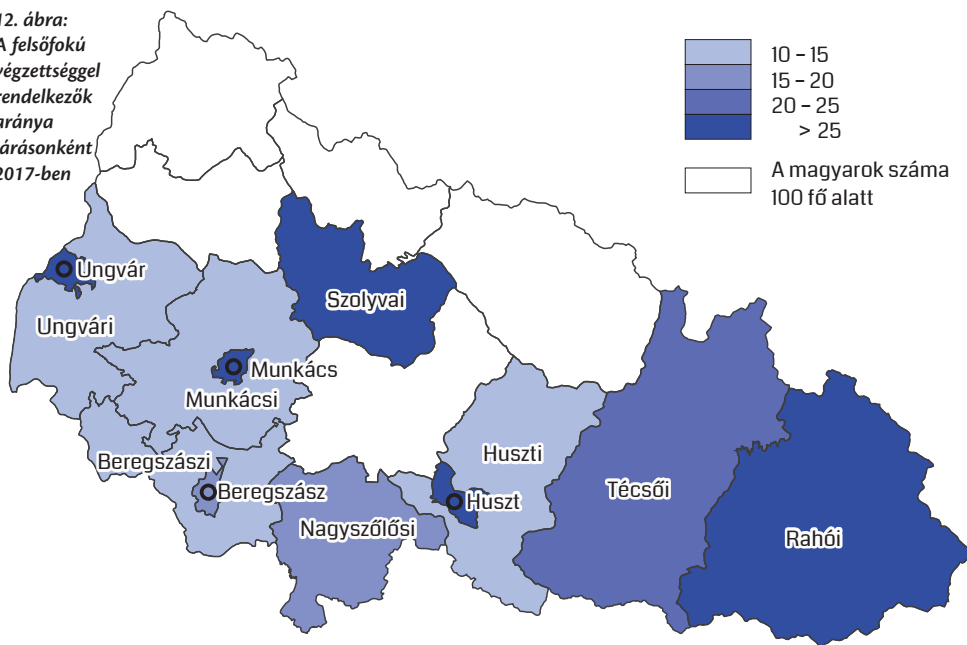 12. ábra:
A felsőfokú
végzettséggel
rendelkezők
aránya
járásonként
2017-ben
10 – 15
15 – 20
20 – 25
> 25
A magyarok száma
100 fő alatt
Ungvár
Ungvári
Szolyvai
Munkács
Munkácsi
Beregszászi
Beregszász
Nagyszőlősi
Huszti
Huszt
Técsői
Rahói